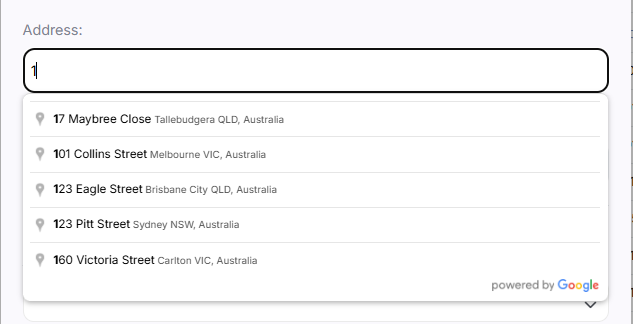 Address:
1
17 Maybree Close Tallebudgera QLD, Australia
101 Collins Street Melbourne VIC, Australia
123 Eagle Street Brisbane City QLD, Australia
123 Pitt Street Sydney NSW, Australia
160 Victoria Street Carlton VIC, Australia
powered by Google